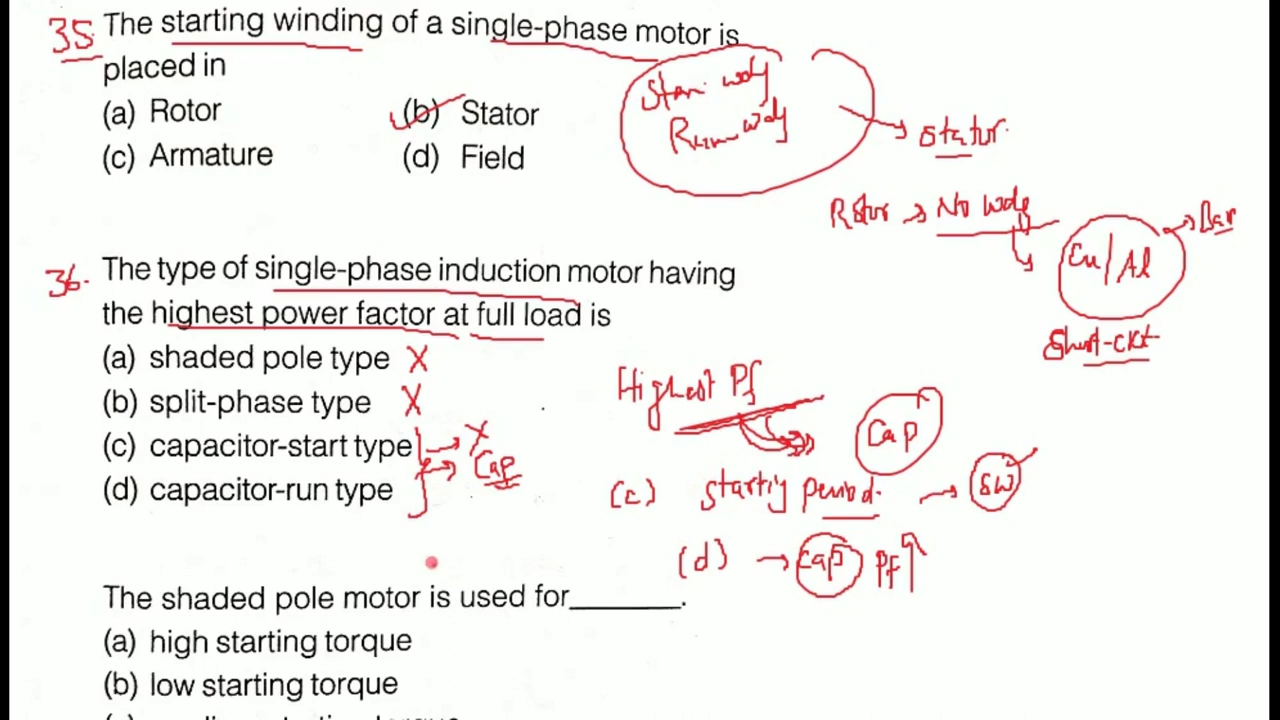 35 The starting winding of a single-phase motor is
placed in
(a) Rotor (b) Stator
(c) Armature (d) Field
Run wdg
→ Stator
Rotor → No wdg
→ Bar
Cu/Al
Short-ckt
36. The type of single-phase induction motor having
the highest power factor at full load is
(a) shaded pole type X
(b) split-phase type X
(c) capacitor-start type → X
(d) capacitor-run type → Cap
Highest Pf
Cap
(c) starting period → SW
(d) → Cap Pf↑
The shaded pole motor is used for_______.
(a) high starting torque
(b) low starting torque